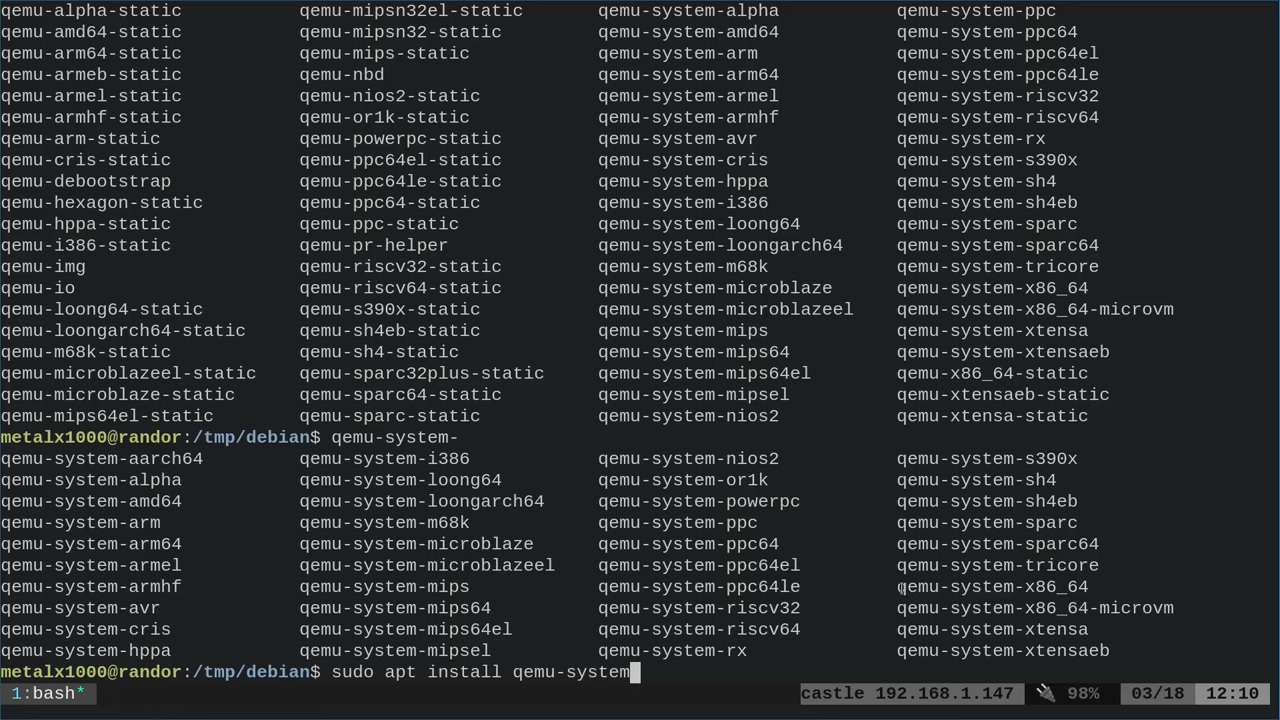 qemu-alpha-static qemu-mipsn32el-static qemu-system-alpha qemu-system-ppc
qemu-amd64-static qemu-mipsn32-static qemu-system-amd64 qemu-system-ppc64
qemu-arm64-static qemu-mips-static qemu-system-arm qemu-system-ppc64el
qemu-armeb-static qemu-nbd qemu-system-arm64 qemu-system-ppc64le
qemu-armel-static qemu-nios2-static qemu-system-armel qemu-system-riscv32
qemu-armhf-static qemu-or1k-static qemu-system-armhf qemu-system-riscv64
qemu-arm-static qemu-powerpc-static qemu-system-avr qemu-system-rx
qemu-cris-static qemu-ppc64el-static qemu-system-cris qemu-system-s390x
qemu-debootstrap qemu-ppc64le-static qemu-system-hppa qemu-system-sh4
qemu-hexagon-static qemu-ppc64-static qemu-system-i386 qemu-system-sh4eb
qemu-hppa-static qemu-ppc-static qemu-system-loong64 qemu-system-sparc
qemu-i386-static qemu-pr-helper qemu-system-loongarch64 qemu-system-sparc64
qemu-img qemu-riscv32-static qemu-system-m68k qemu-system-tricore
qemu-io qemu-riscv64-static qemu-system-microblaze qemu-system-x86_64
qemu-loong64-static qemu-s390x-static qemu-system-microblazeel qemu-system-x86_64-microvm
qemu-loongarch64-static qemu-sh4eb-static qemu-system-mips qemu-system-xtensa
qemu-m68k-static qemu-sh4-static qemu-system-mips64 qemu-system-xtensaeb
qemu-microblazeel-static qemu-sparc32plus-static qemu-system-mips64el qemu-x86_64-static
qemu-microblaze-static qemu-sparc64-static qemu-system-mipsel qemu-xtensaeb-static
qemu-mips64el-static qemu-sparc-static qemu-system-nios2 qemu-xtensa-static
metalx1000@randor:/tmp/debian$ qemu-system-
qemu-system-aarch64 qemu-system-i386 qemu-system-nios2 qemu-system-s390x
qemu-system-alpha qemu-system-loong64 qemu-system-or1k qemu-system-sh4
qemu-system-amd64 qemu-system-loongarch64 qemu-system-powerpc qemu-system-sh4eb
qemu-system-arm qemu-system-m68k qemu-system-ppc qemu-system-sparc
qemu-system-arm64 qemu-system-microblaze qemu-system-ppc64 qemu-system-sparc64
qemu-system-armel qemu-system-microblazeel qemu-system-ppc64el qemu-system-tricore
qemu-system-armhf qemu-system-mips qemu-system-ppc64le qemu-system-x86_64
qemu-system-avr qemu-system-mips64 qemu-system-riscv32 qemu-system-x86_64-microvm
qemu-system-cris qemu-system-mips64el qemu-system-riscv64 qemu-system-xtensa
qemu-system-hppa qemu-system-mipsel qemu-system-rx qemu-system-xtensaeb
metalx1000@randor:/tmp/debian$ sudo apt install qemu-system
1:bash* castle 192.168.1.147 🔌 98% 03/18 12:10